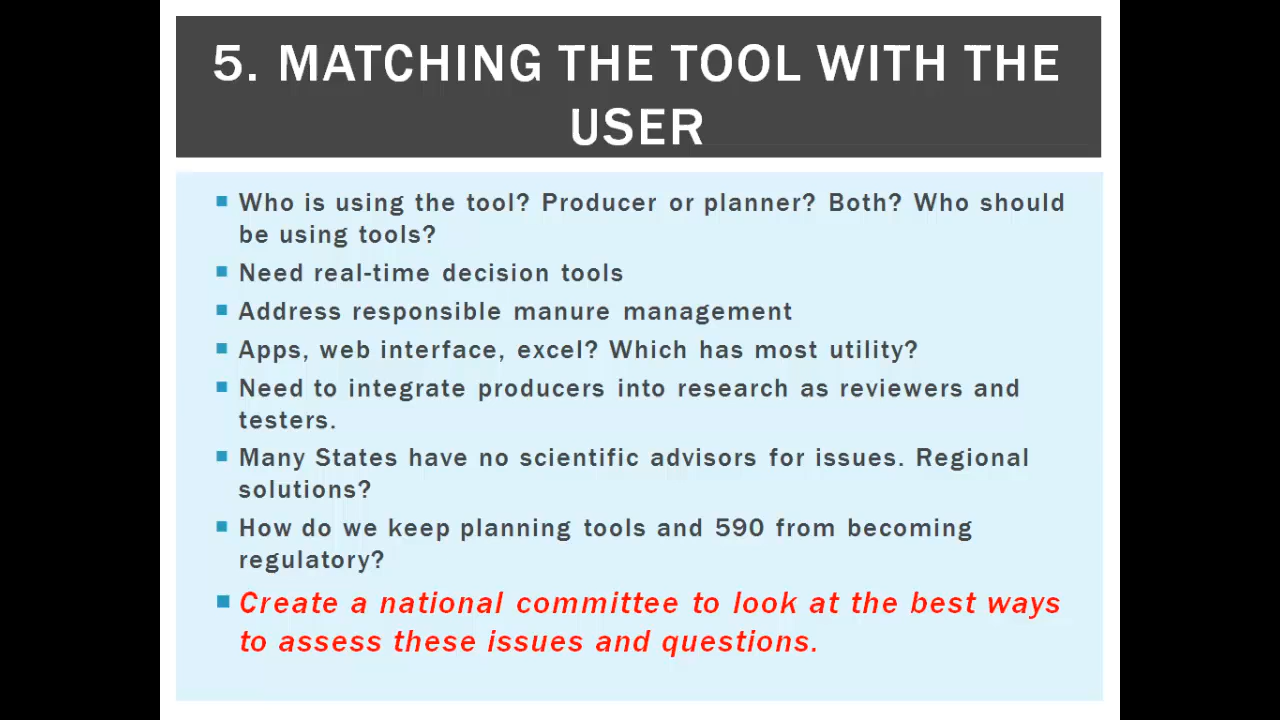 5. MATCHING THE TOOL WITH THE
USER
Who is using the tool? Producer or planner? Both? Who should
be using tools?
Need real-time decision tools
Address responsible manure management
Apps, web interface, excel? Which has most utility?
Need to integrate producers into research as reviewers and
testers.
Many States have no scientific advisors for issues. Regional
solutions?
How do we keep planning tools and 590 from becoming
regulatory?
Create a national committee to look at the best ways
to assess these issues and questions.